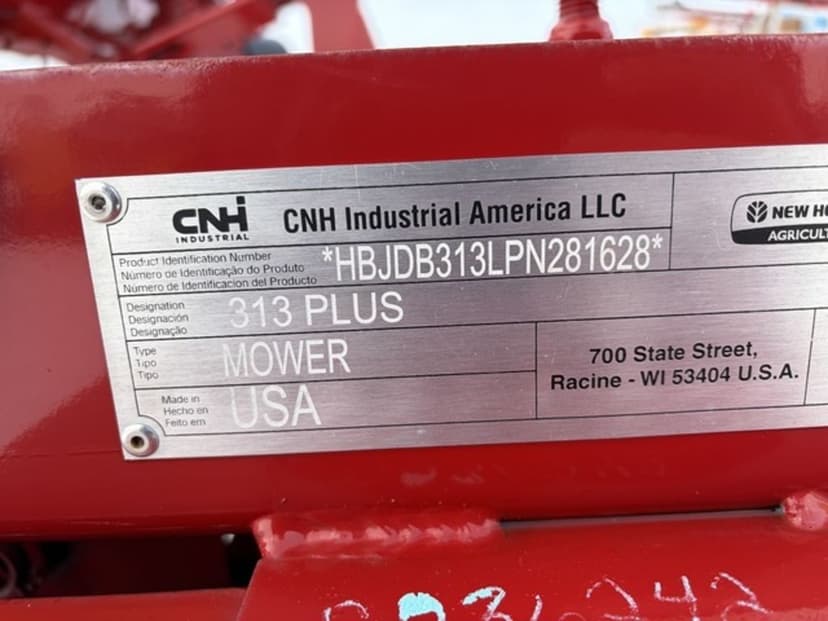 CNH
INDUSTRIAL
CNH Industrial America LLC
NEW HO
AGRICULT
Product Identification Number
Número de Identificação do Produto
Número de Identificacion del Producto
*HBJDB313LPN281628*
Designation
Designación
Designação
313 PLUS
Type
Tipo
Tipo
MOWER
700 State Street,
Racine - WI 53404 U.S.A.
Made in
Hecho en
Feito em
USA